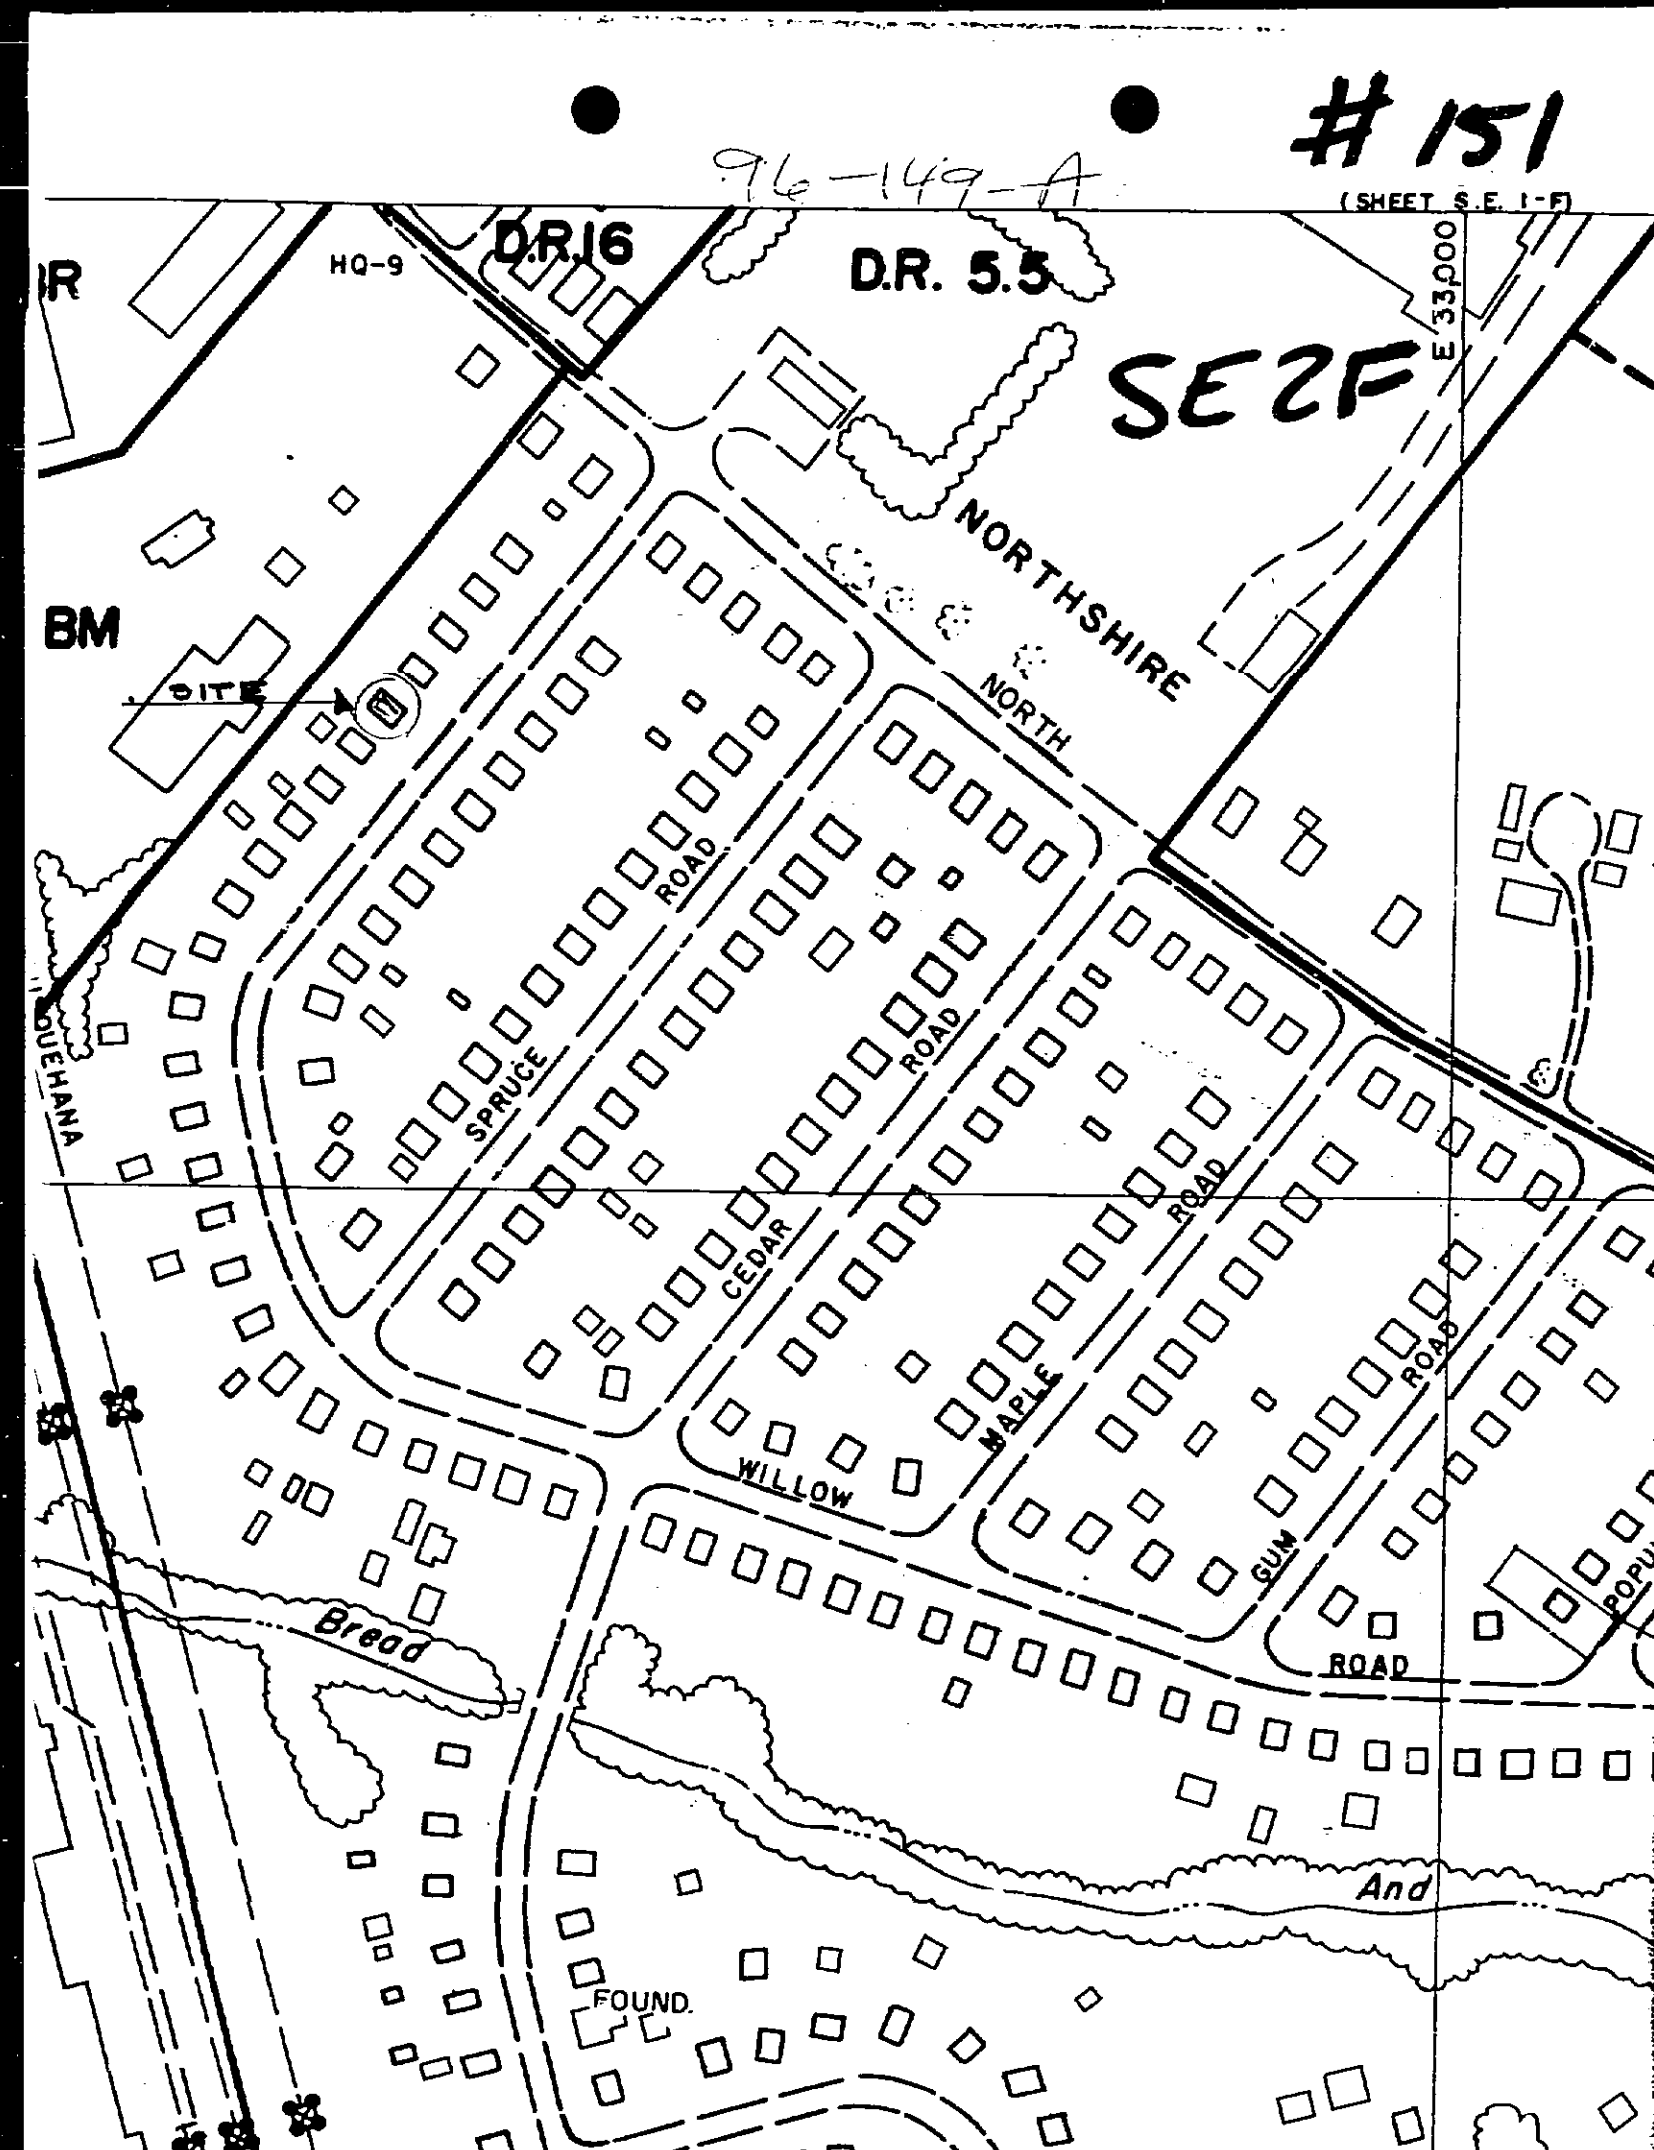 # 151
96-149-A
(SHEET S.E. 1-F)
D.R.16
HQ-9
D.R. 5.5
E 33,000
SE2F
NORTHSHIRE
BM
SITE
NORTH
ROAD
ROAD
QUEHANA
SPRUCE
ROAD
CEDAR
ROAD
MAPLE
WILLOW
GUM
ROAD
Bread
And
FOUND.